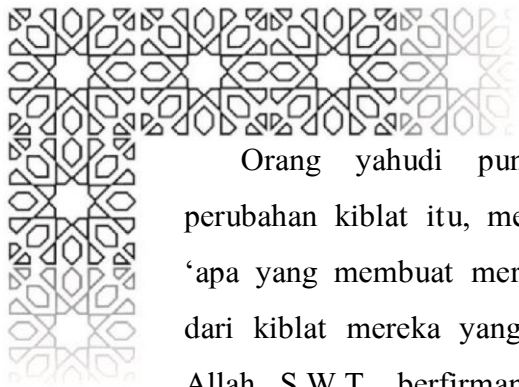 Orang yahudi pun
perubahan kiblat itu, me
‘apa yang membuat mer
dari kiblat mereka yang
Allah S.W.T. berfirman